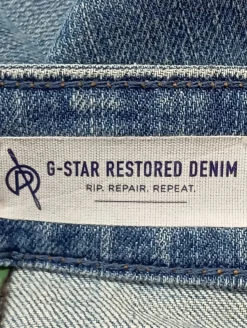 G-STAR RESTORED DENIM
RIP. REPAIR. REPEAT.